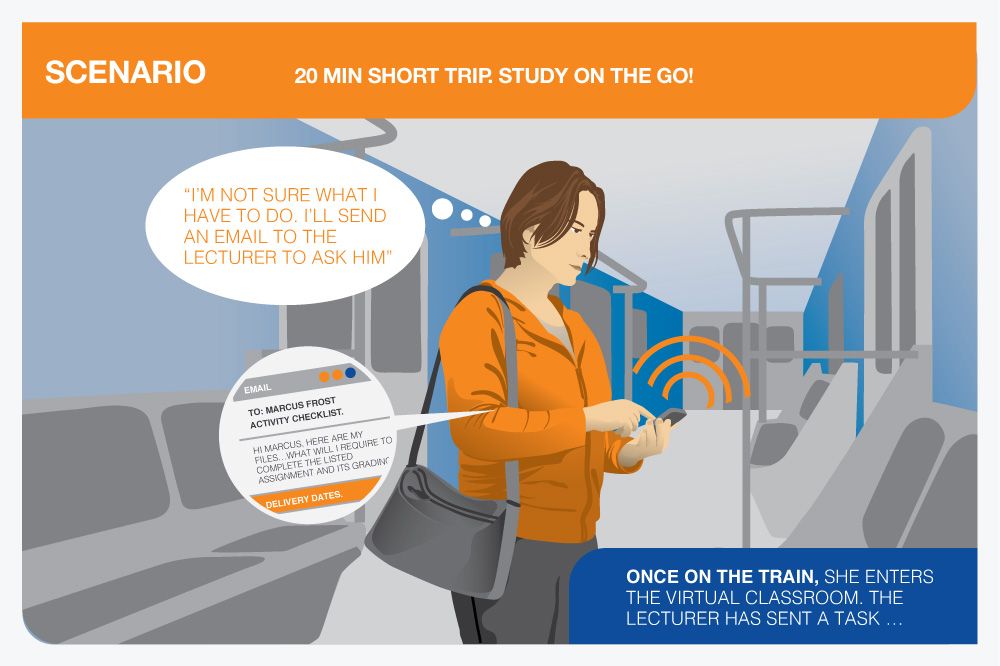 SCENARIO
20 MIN SHORT TRIP. STUDY ON THE GO!
“I’M NOT SURE WHAT I
HAVE TO DO. I’LL SEND
AN EMAIL TO THE
LECTURER TO ASK HIM”
EMAIL
TO: MARCUS FROST
ACTIVITY CHECKLIST.
HI MARCUS, HERE ARE MY
FILES...WHAT WILL I REQUIRE TO
COMPLETE THE LISTED
ASSIGNMENT AND ITS GRADING
DELIVERY DATES.
ONCE ON THE TRAIN, SHE ENTERS
THE VIRTUAL CLASSROOM. THE
LECTURER HAS SENT A TASK ...